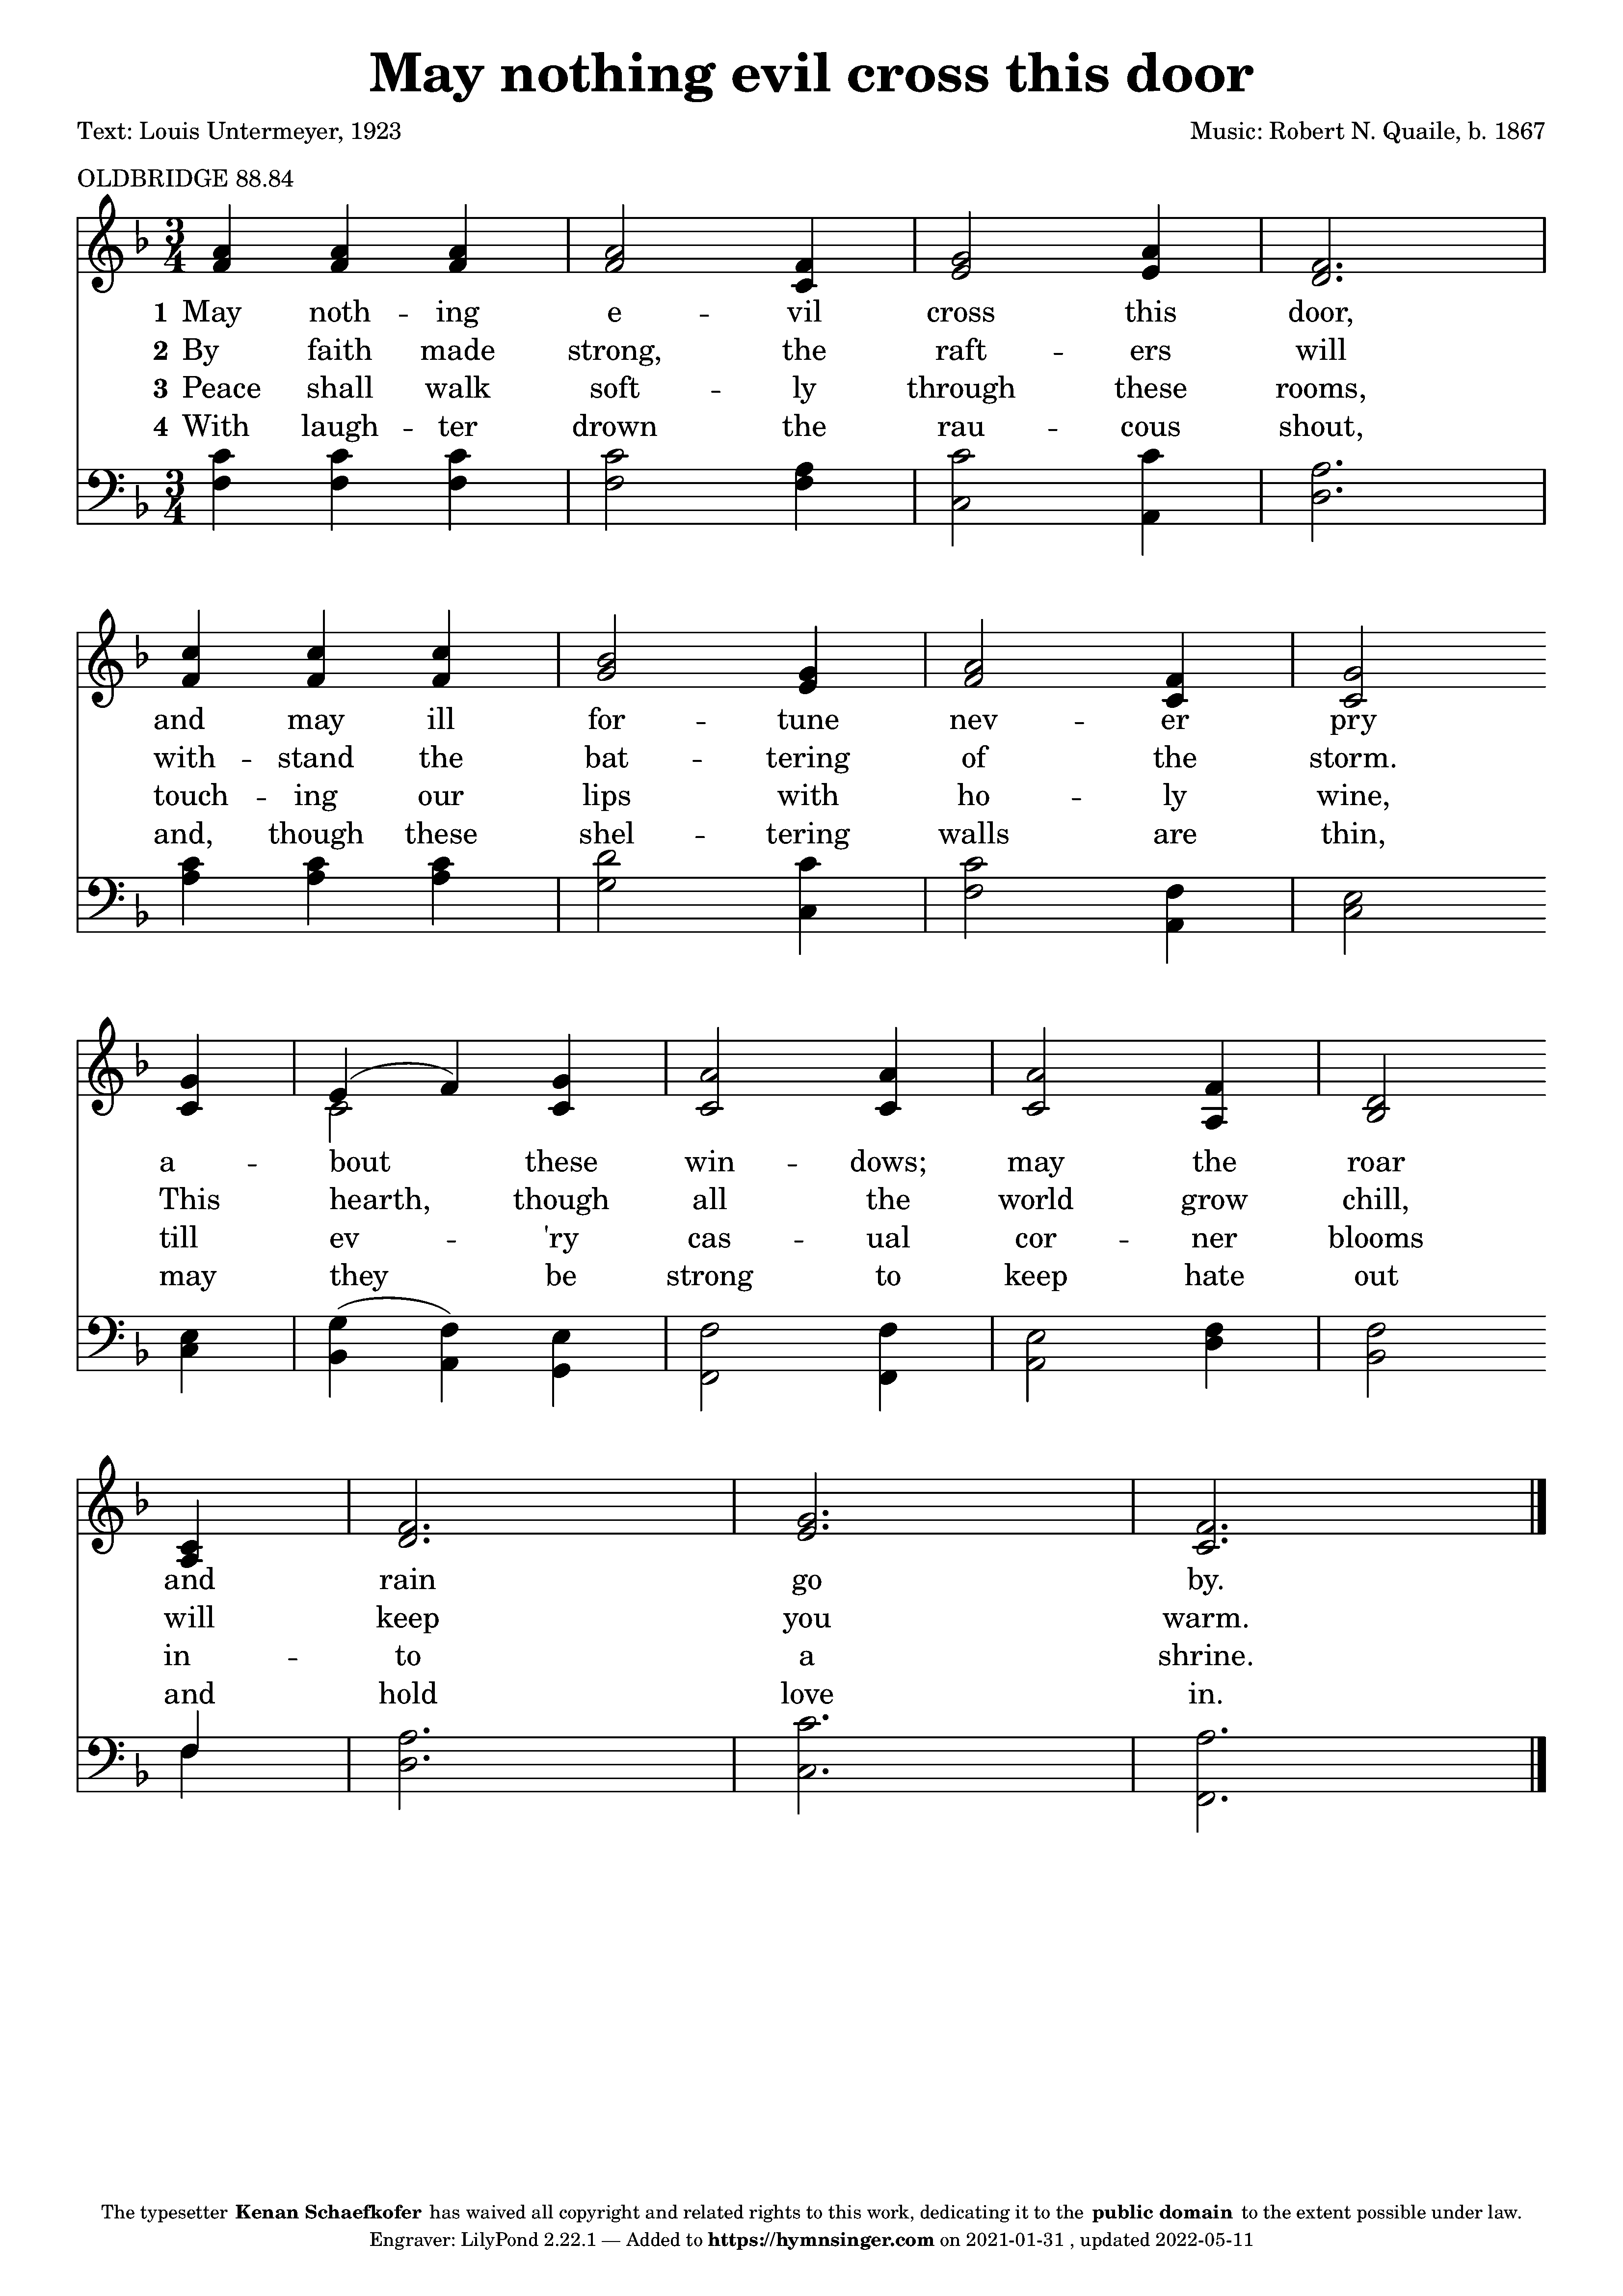 May nothing evil cross this door
Text: Louis Untermeyer, 1923
Music: Robert N. Quaile, b. 1867
OLDBRIDGE 88.84
1 May noth - ing e - vil cross this door,
2 By faith made strong, the raft - ers will
3 Peace shall walk soft - ly through these rooms,
4 With laugh - ter drown the rau - cous shout,
and may ill for - tune nev - er pry
with - stand the bat - tering of the storm.
touch - ing our lips with ho - ly wine,
and, though these shel - tering walls are thin,
a - bout these win - dows; may the roar
This hearth, though all the world grow chill,
till ev - 'ry cas - ual cor - ner blooms
may they be strong to keep hate out
and rain go by.
will keep you warm.
in - to a shrine.
and hold love in.
The typesetter Kenan Schaefkofer has waived all copyright and related rights to this work, dedicating it to the public domain to the extent possible under law.
Engraver: LilyPond 2.22.1 — Added to https://hymnsinger.com on 2021-01-31 , updated 2022-05-11